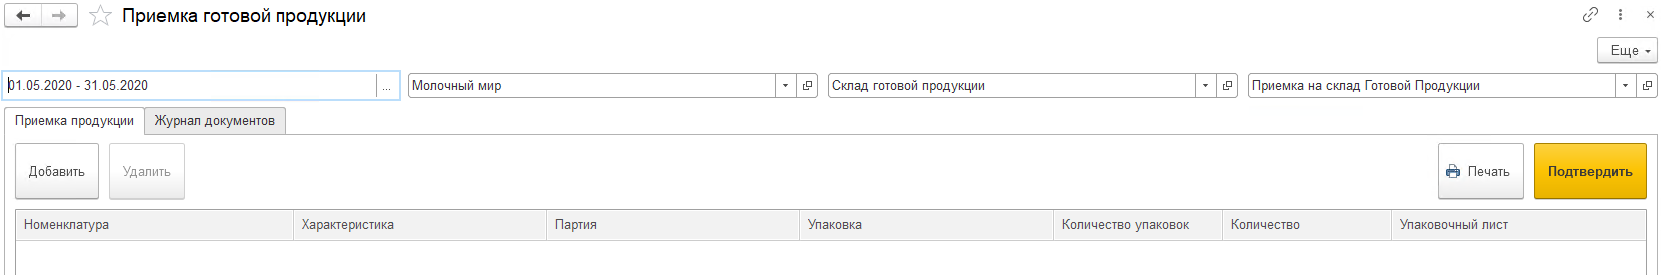 Приемка готовой продукции
Еще
01.05.2020 - 31.05.2020 ... Молочный мир Склад готовой продукции Приемка на склад Готовой Продукции
Приемка продукции Журнал документов
Добавить Удалить Печать Подтвердить
Номенклатура Характеристика Партия Упаковка Количество упаковок Количество Упаковочный лист